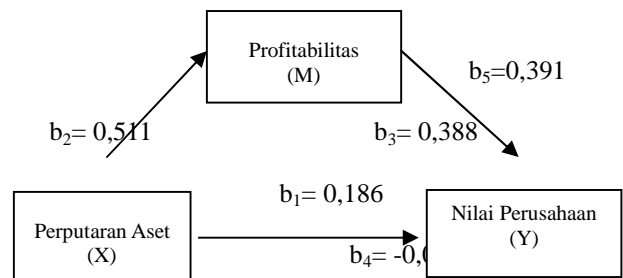 Profitabilitas
(M)
b₅=0,391
b₂= 0,511
b₃= 0,388
b₁= 0,186
Nilai Perusahaan
(Y)
Perputaran Aset
(X)
b₄= -0,